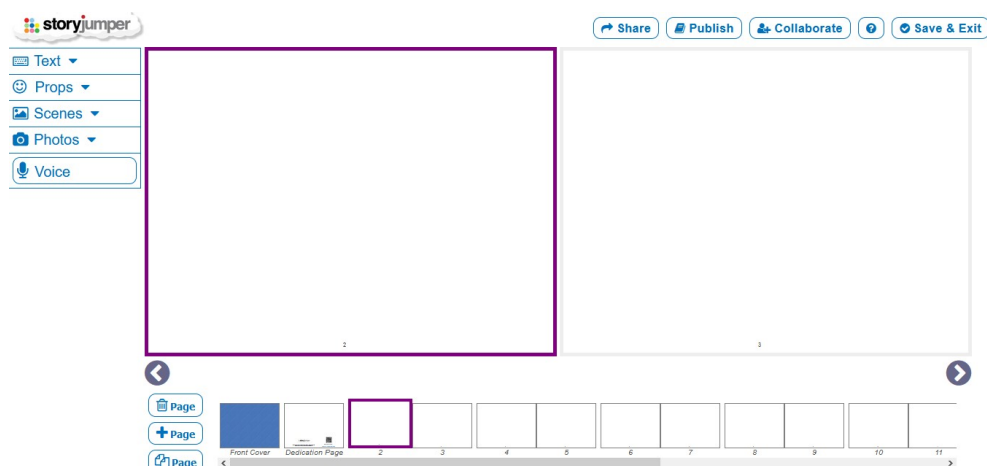 storyjumper
Share
Publish
Collaborate
Save & Exit
Text
Props
Scenes
Photos
Voice
2
3
Page
Page
Page
Front Cover
Dedication Page
2
3
4
5
6
7
8
9
10
11